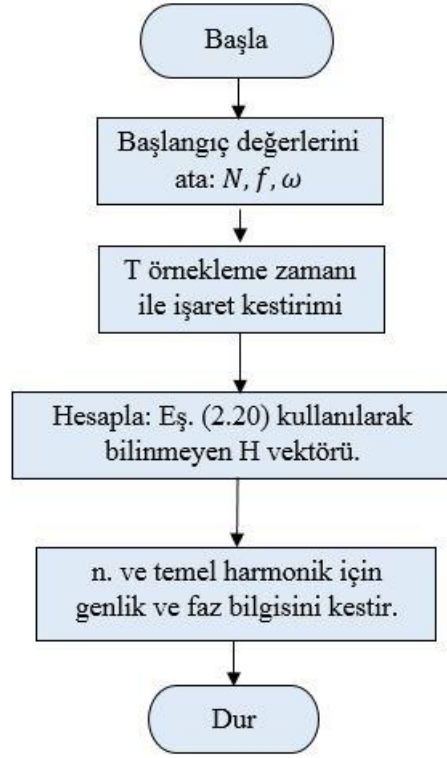 Başla
Başlangıç değerlerini
ata: N, f, ω
T örnekleme zamanı
ile işaret kestirimi
Hesapla: Eş. (2.20) kullanılarak
bilinmeyen H vektörü.
n. ve temel harmonik için
genlik ve faz bilgisini kestir.
Dur